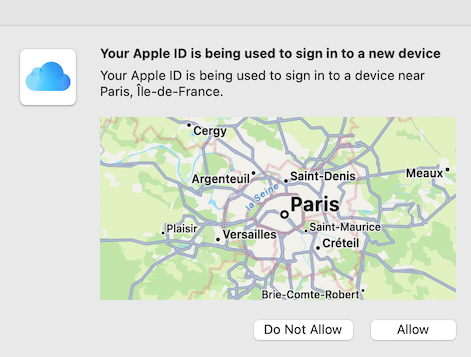 Your Apple ID is being used to sign in to a new device
Your Apple ID is being used to sign in to a device near
Paris, Île-de-France.
Cergy
Argenteuil
Saint-Denis
Meaux
la Seine
Paris
Plaisir
Versailles
Saint-Maurice
Créteil
Brie-Comte-Robert
Do Not Allow
Allow